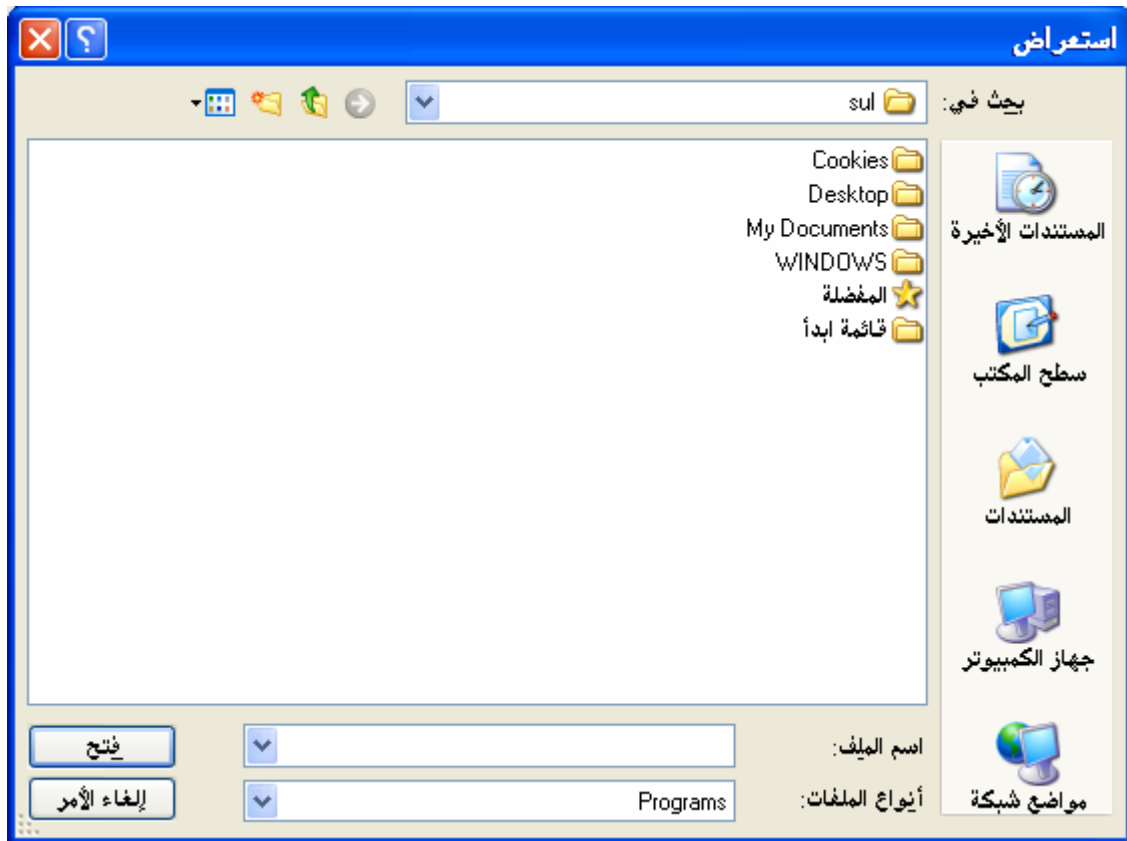 استعراض
بحث في:
sul
المستندات الأخيرة
سطح المكتب
المستندات
جهاز الكمبيوتر
مواضع شبكة
Cookies
Desktop
My Documents
WINDOWS
المفضلة
قائمة ابدأ
اسم الملف:
فتح
أنواع الملفات:
Programs
إلغاء الأمر